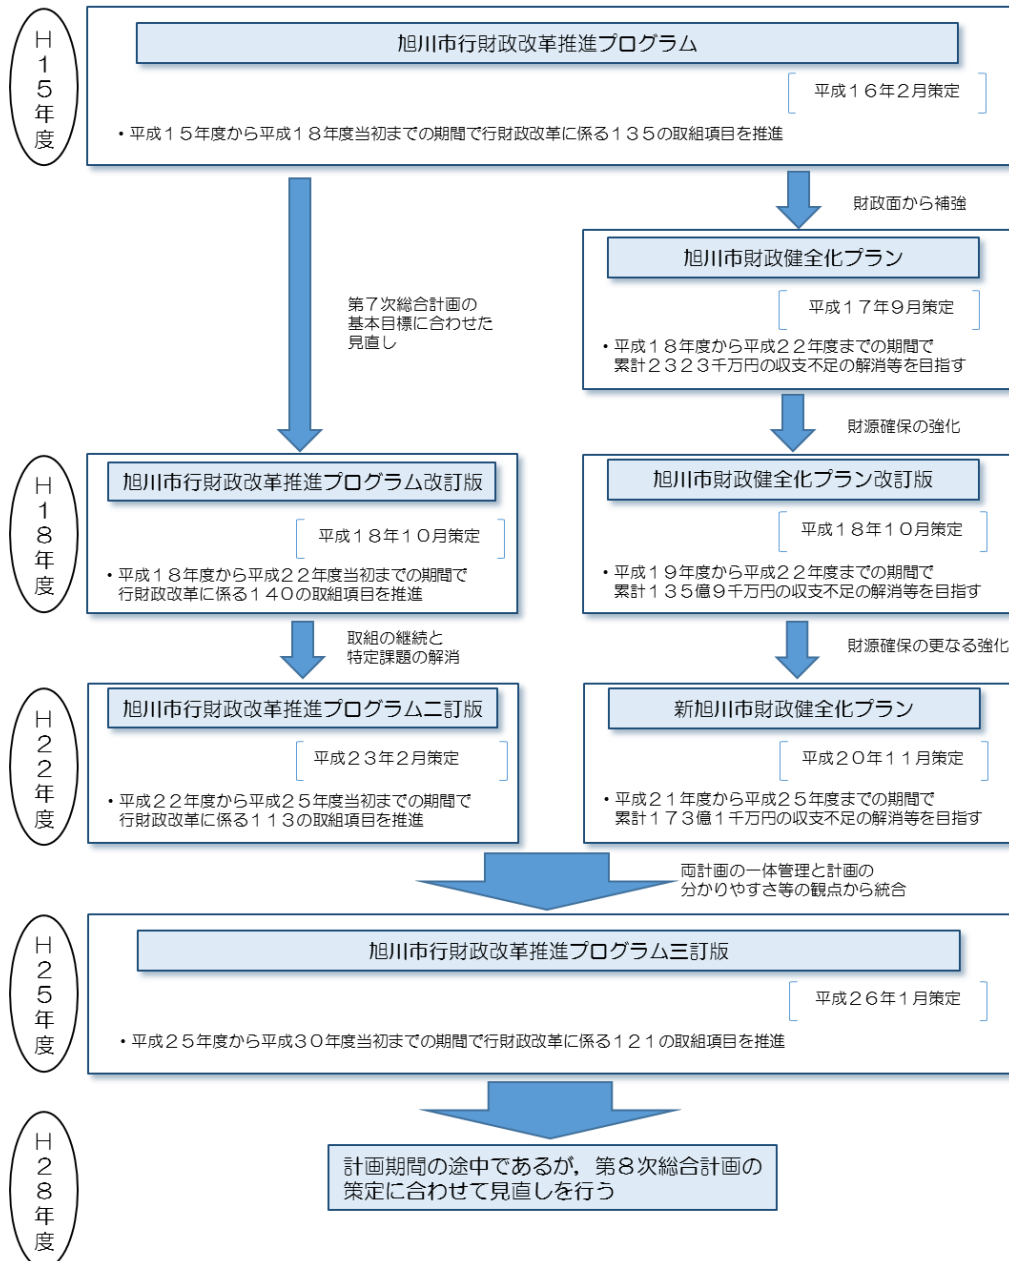 H15年度
旭川市行財政改革推進プログラム
平成16年2月策定
・平成15年度から平成18年度当初までの期間で行財政改革に係る135の取組項目を推進
財政面から補強
旭川市財政健全化プラン
平成17年9月策定
・平成18年度から平成22年度までの期間で
累計2323千万円の収支不足の解消等を目指す
第7次総合計画の
基本目標に合わせた
見直し
財源確保の強化
H18年度
旭川市行財政改革推進プログラム改訂版
平成18年10月策定
・平成18年度から平成22年度当初までの期間で
行財政改革に係る140の取組項目を推進
旭川市財政健全化プラン改訂版
平成18年10月策定
・平成19年度から平成22年度までの期間で
累計135億9千万円の収支不足の解消等を目指す
取組の継続と
特定課題の解消
財源確保の更なる強化
H22年度
旭川市行財政改革推進プログラム二訂版
平成23年2月策定
・平成22年度から平成25年度当初までの期間で
行財政改革に係る113の取組項目を推進
新旭川市財政健全化プラン
平成20年11月策定
・平成21年度から平成25年度までの期間で
累計173億1千万円の収支不足の解消等を目指す
両計画の一体管理と計画の
分かりやすさ等の観点から統合
H25年度
旭川市行財政改革推進プログラム三訂版
平成26年1月策定
・平成25年度から平成30年度当初までの期間で行財政改革に係る121の取組項目を推進
H28年度
計画期間の途中であるが，第8次総合計画の
策定に合わせて見直しを行う